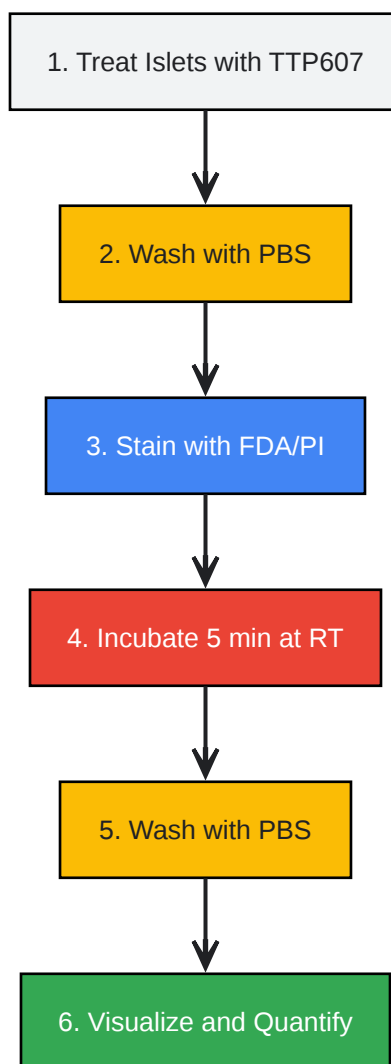 1. Treat Islets with TTP607
2. Wash with PBS
3. Stain with FDA/PI
4. Incubate 5 min at RT
5. Wash with PBS
6. Visualize and Quantify